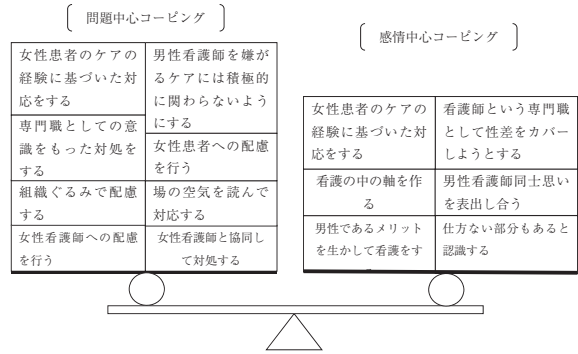 問題中心コーピング
女性患者のケアの
経験に基づいた対
応をする
専門職としての意
識をもった対処を
する
組織ぐるみで配慮
する
女性看護師への配慮
を行う
男性看護師を嫌が
るケアには積極的
に関わらないよう
にする
女性患者への配慮
を行う
場の空気を読んで
対応する
女性看護師と協同し
て対処する
感情中心コーピング
女性患者のケアの
経験に基づいた対
応をする
看護の中の軸を作
る
男性であるメリット
を生かして看護をす
看護師という専門職
として性差をカバー
しようとする
男性看護師同士思い
を表出し合う
仕方ない部分もあると
認識する